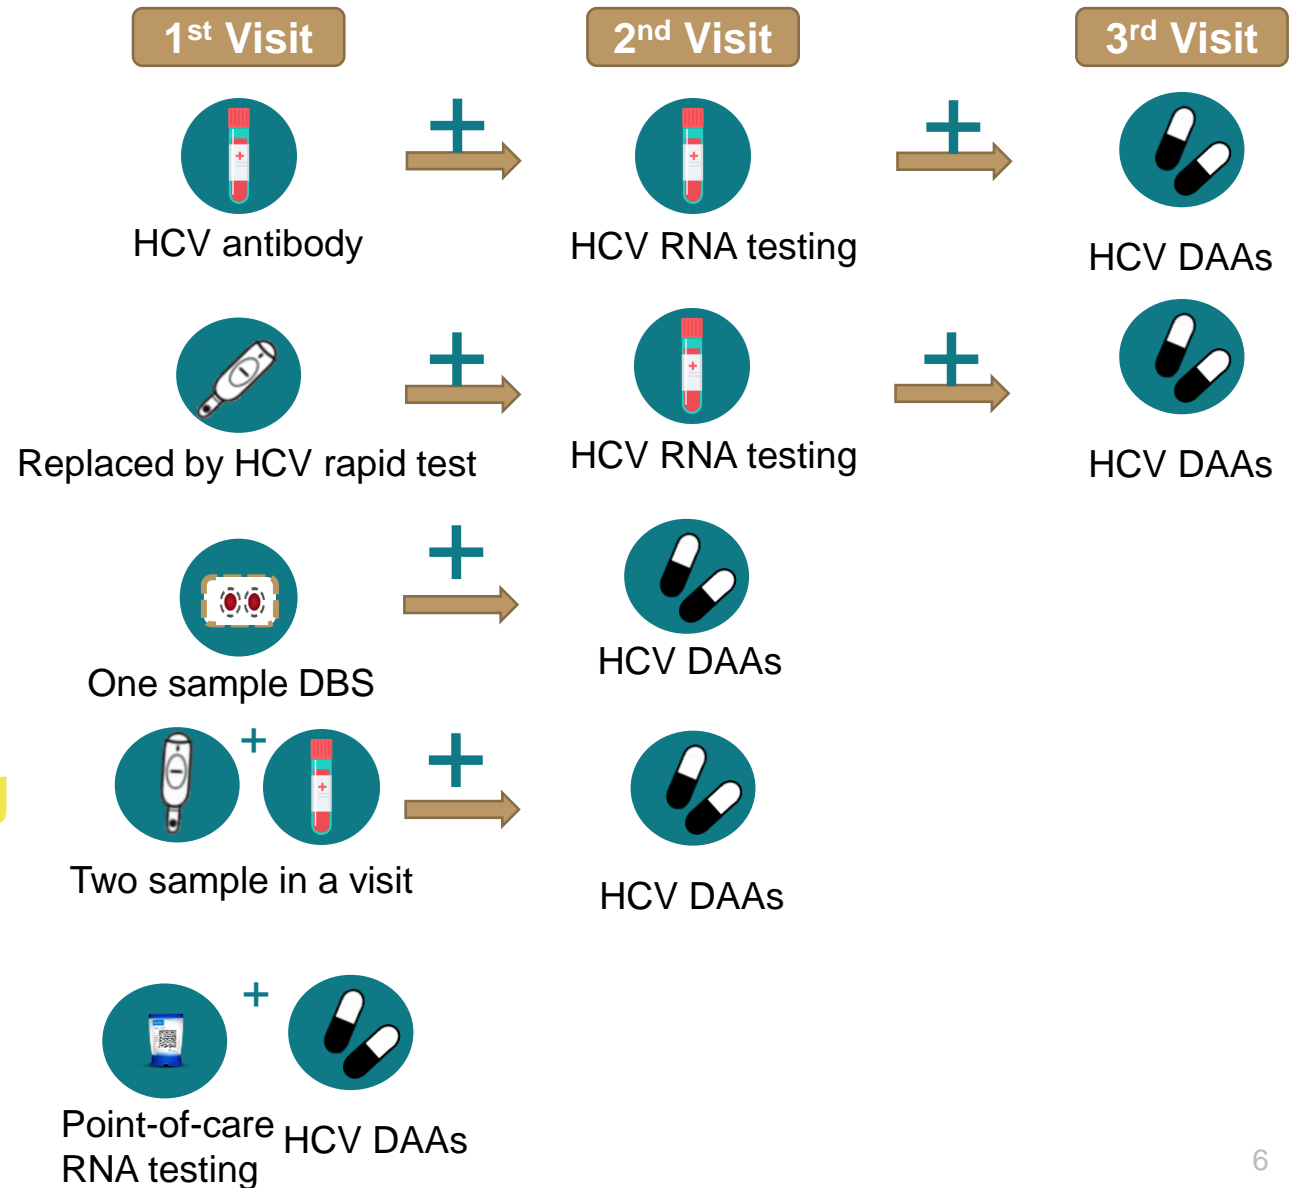 1st Visit
2nd Visit
3rd Visit
HCV antibody
HCV RNA testing
HCV DAAs
Replaced by HCV rapid test
HCV RNA testing
HCV DAAs
One sample DBS
HCV DAAs
Two sample in a visit
HCV DAAs
Point-of-care
RNA testing
HCV DAAs
6